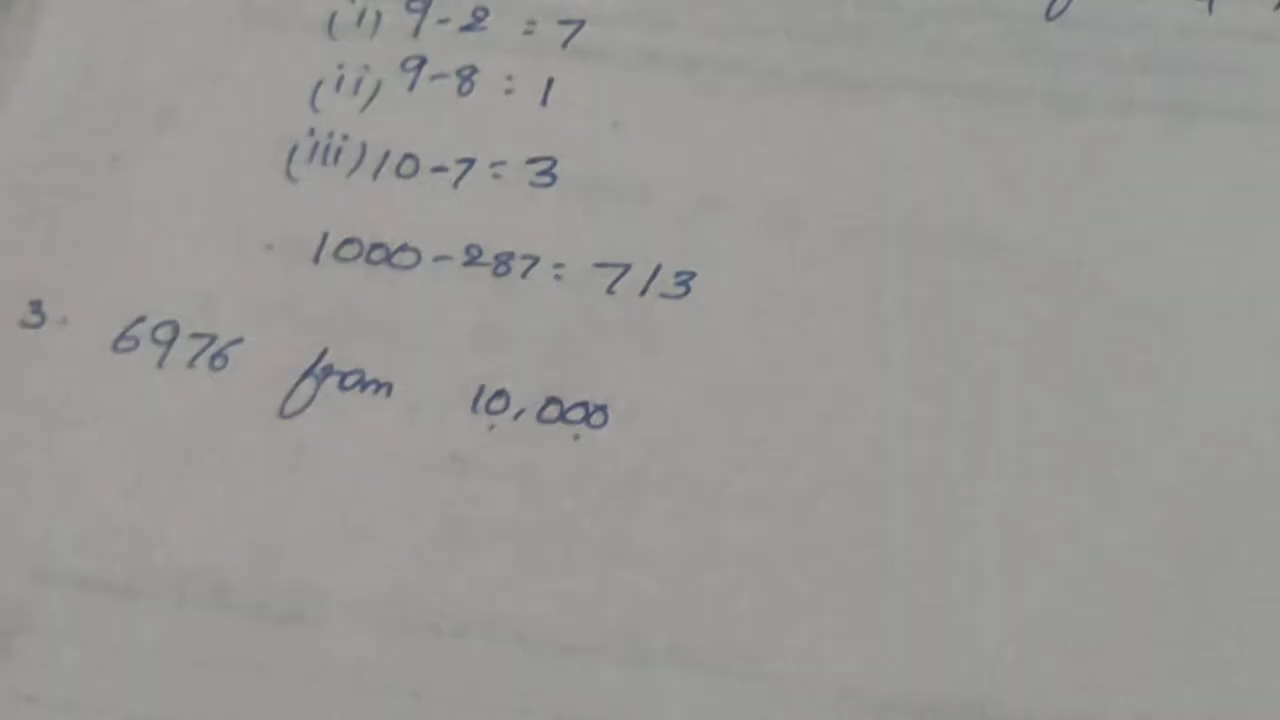 (i) 9-2 = 7
(ii) 9-8 = 1
(iii) 10-7 = 3
1000-287 = 713
3. 6976 from 10,000